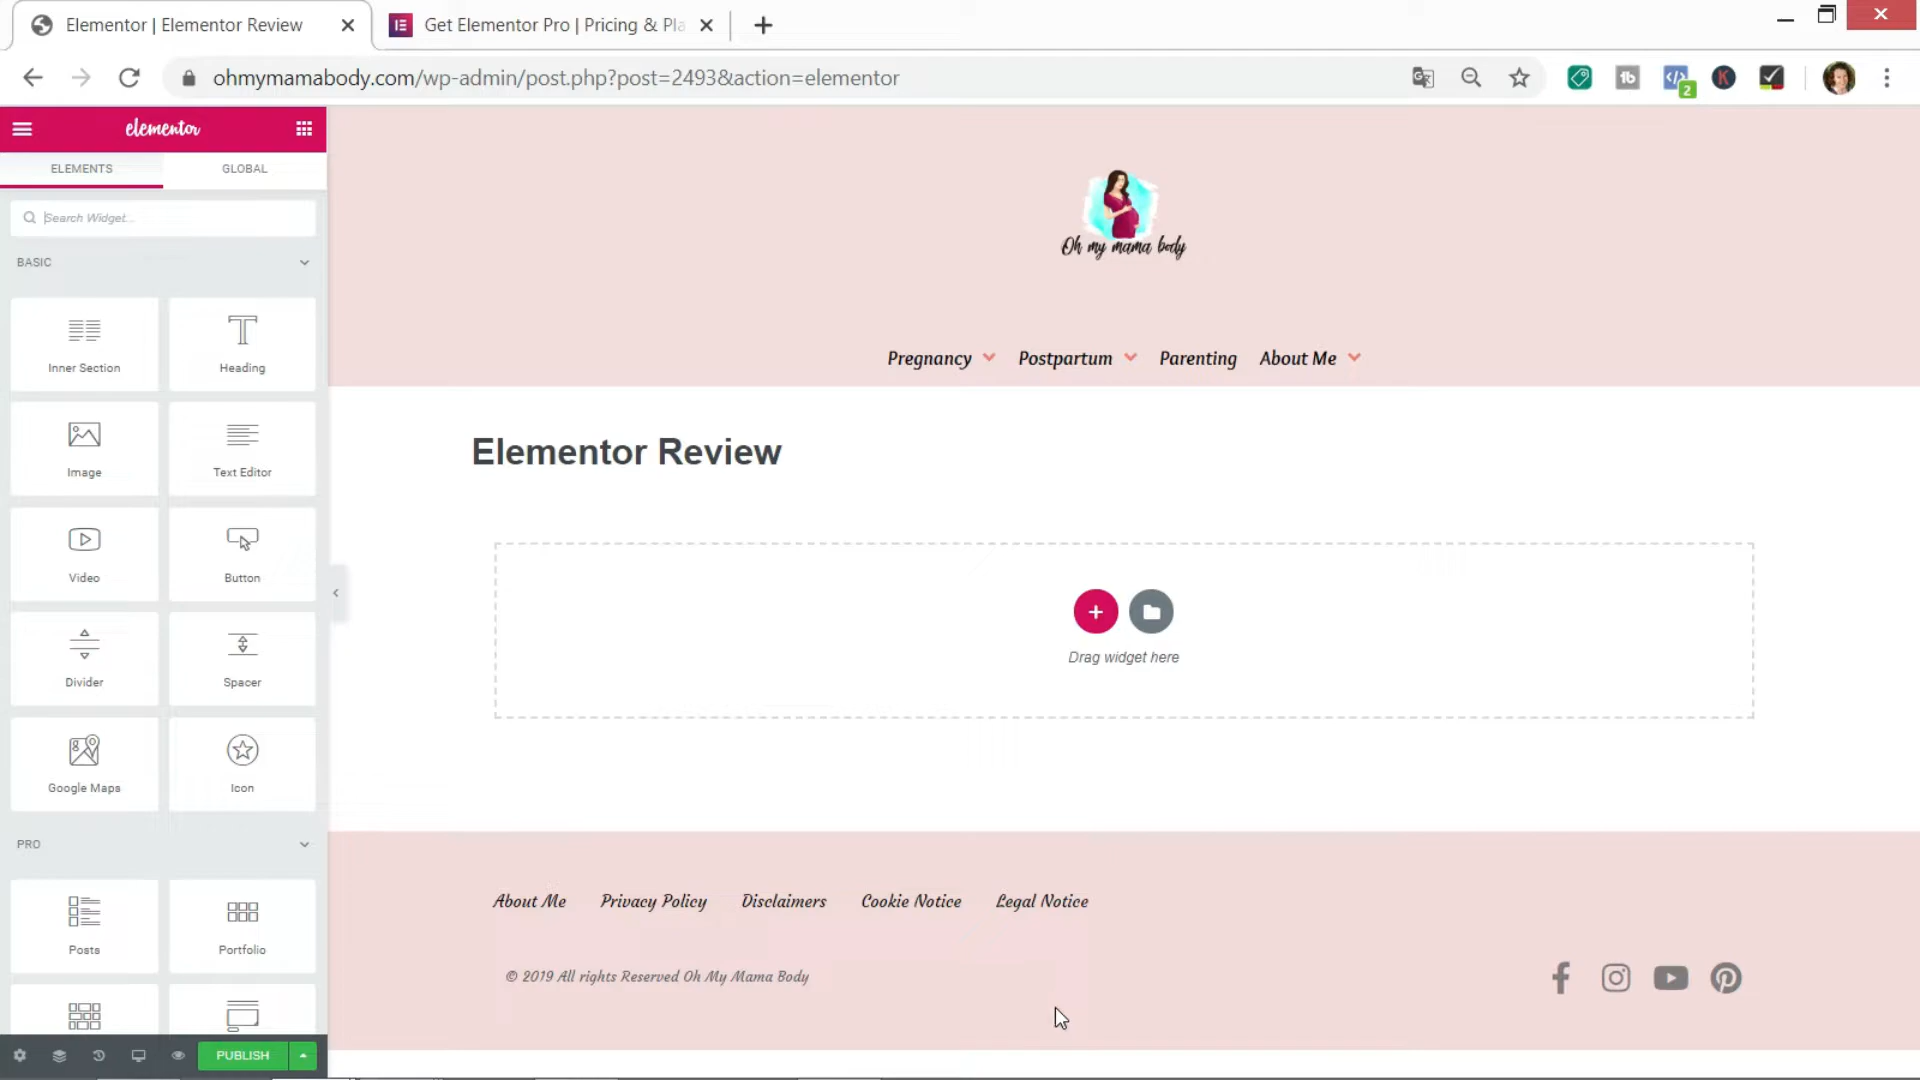 Elementor | Elementor Review
Get Elementor Pro | Pricing & Pla
ohmymamabody.com/wp-admin/post.php?post=2493&action=elementor
2
elementor
ELEMENTS
GLOBAL
Search Widget...
BASIC
Inner Section
Heading
Image
Text Editor
Video
Button
Divider
Spacer
Google Maps
Icon
PRO
Posts
Portfolio
PUBLISH
Oh my mama body
Pregnancy Postpartum Parenting About Me
Elementor Review
Drag widget here
About Me Privacy Policy Disclaimers Cookie Notice Legal Notice
© 2019 All rights Reserved Oh My Mama Body